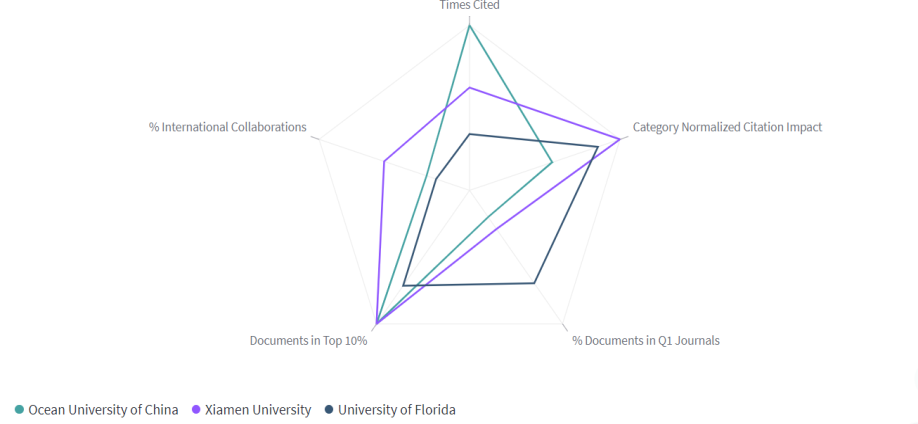 Times Cited
% International Collaborations
Category Normalized Citation Impact
Documents in Top 10%
% Documents in Q1 Journals
Ocean University of China
Xiamen University
University of Florida